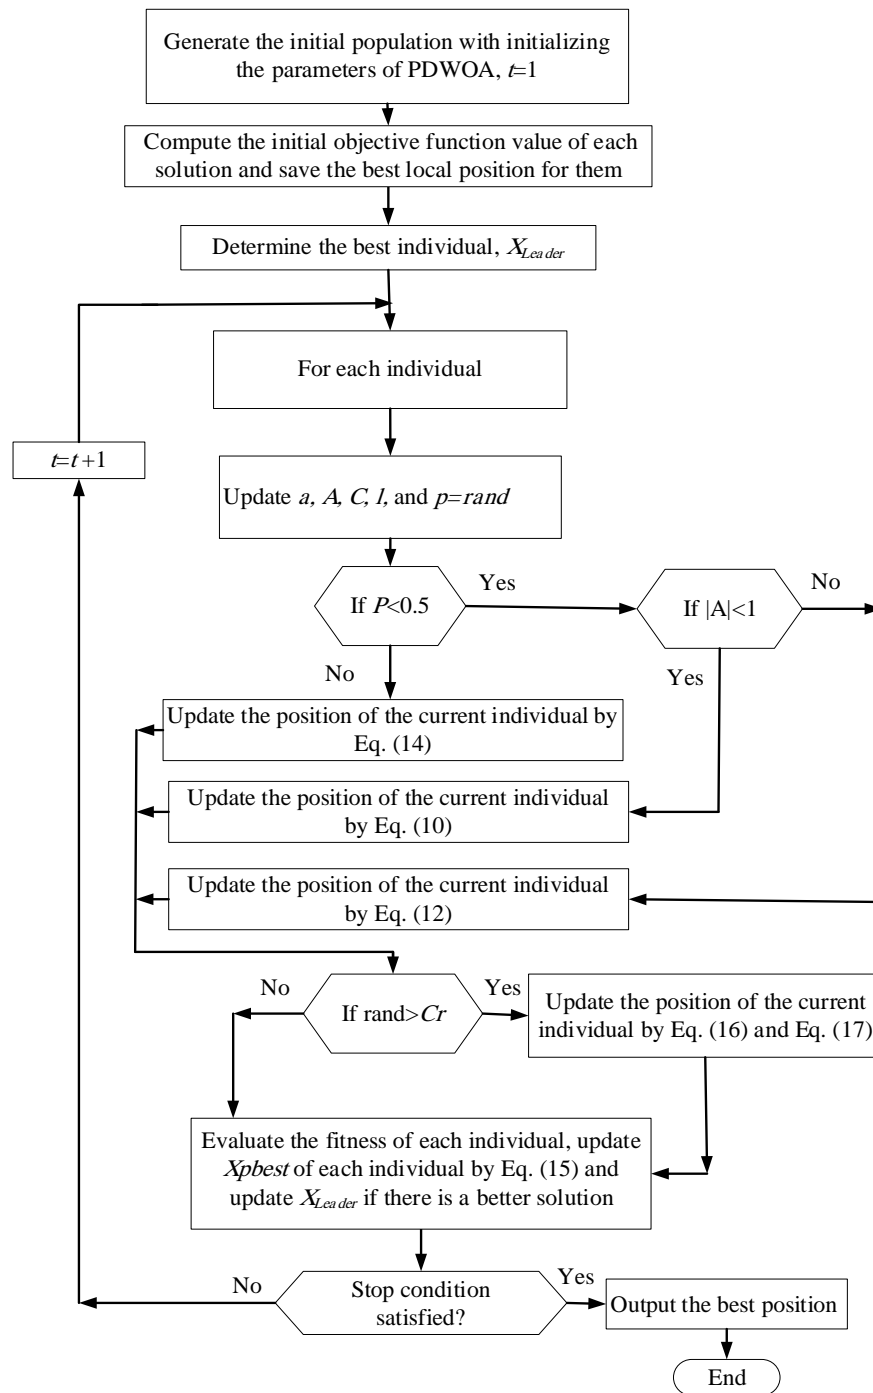 Generate the initial population with initializing
the parameters of PDWOA, t=1
Compute the initial objective function value of each
solution and save the best local position for them
Determine the best individual, X_Leader
For each individual
t=t+1
Update a, A, C, l, and p=rand
If P<0.5
Yes
If |A|<1
No
No
Yes
Update the position of the current individual by
Eq. (14)
Update the position of the current individual
by Eq. (10)
Update the position of the current individual
by Eq. (12)
No
If rand>Cr
Yes
Update the position of the current
individual by Eq. (16) and Eq. (17)
Evaluate the fitness of each individual, update
Xpbest of each individual by Eq. (15) and
update X_Leader if there is a better solution
No
Stop condition
satisfied?
Yes
Output the best position
End